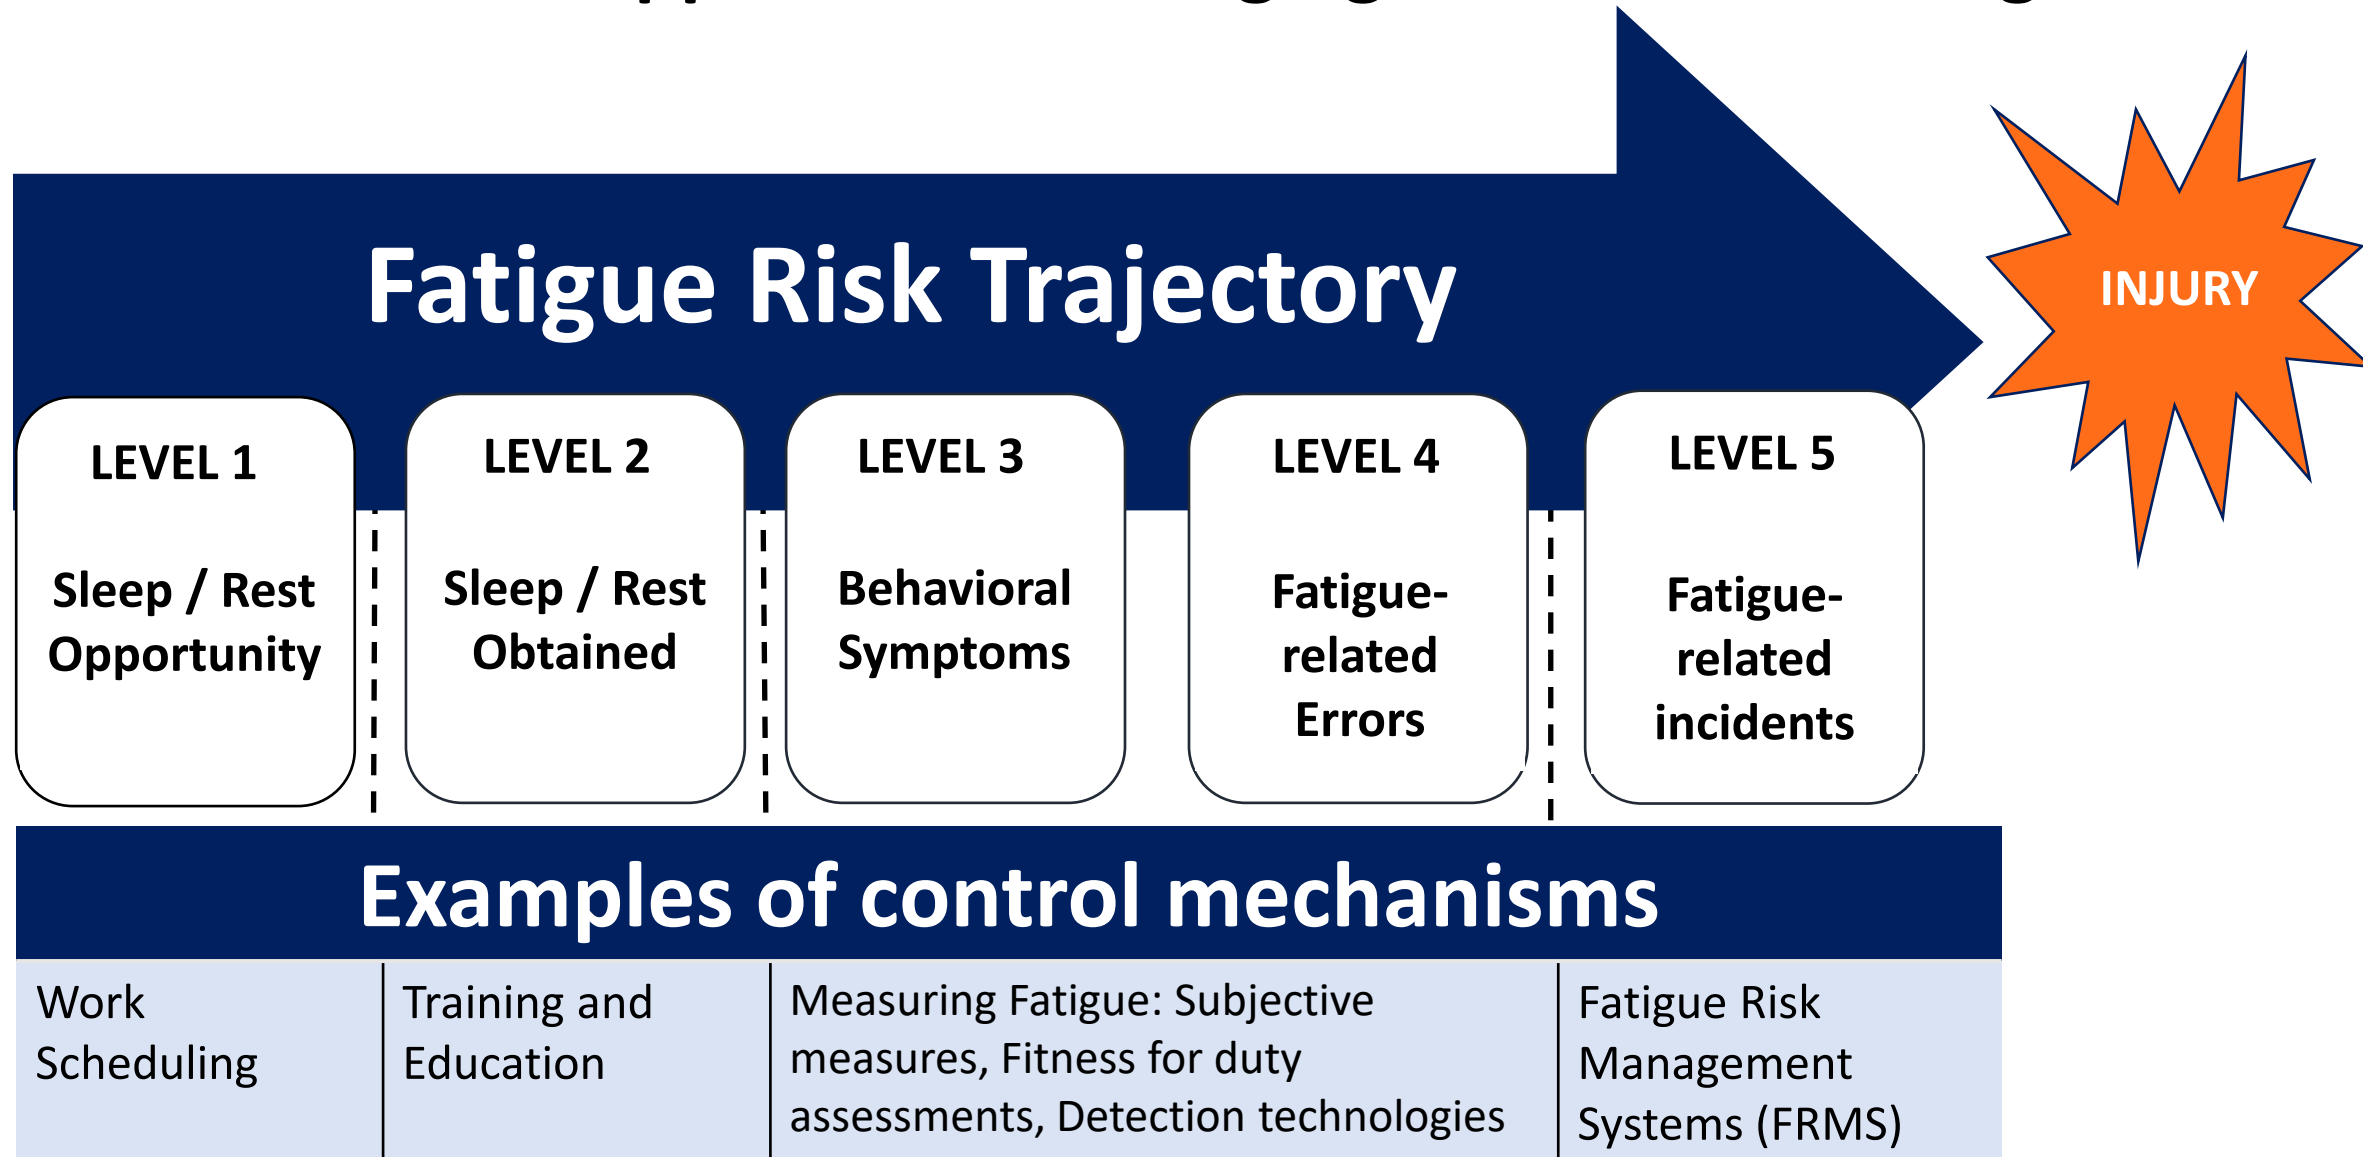 Fatigue Risk Trajectory
INJURY
LEVEL 1
Sleep / Rest
Opportunity
LEVEL 2
Sleep / Rest
Obtained
LEVEL 3
Behavioral
Symptoms
LEVEL 4
Fatigue-
related
Errors
LEVEL 5
Fatigue-
related
incidents
Examples of control mechanisms
Work
Scheduling
Training and
Education
Measuring Fatigue: Subjective
measures, Fitness for duty
assessments, Detection technologies
Fatigue Risk
Management
Systems (FRMS)